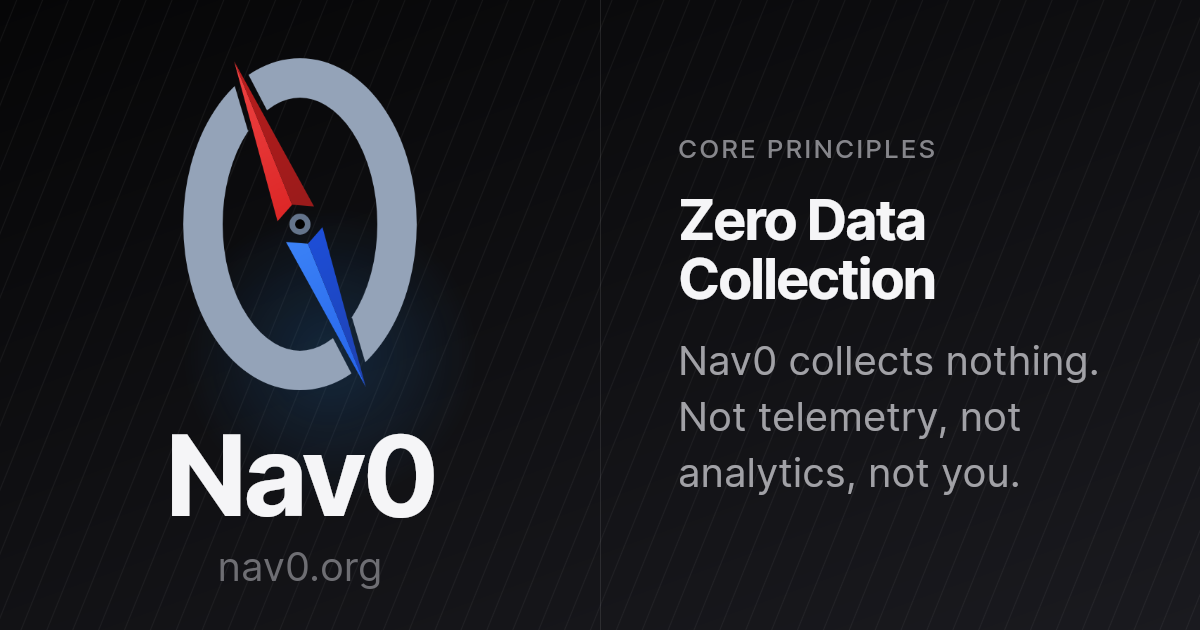 Nav0
nav0.org
CORE PRINCIPLES
Zero Data
Collection
Nav0 collects nothing.
Not telemetry, not
analytics, not you.